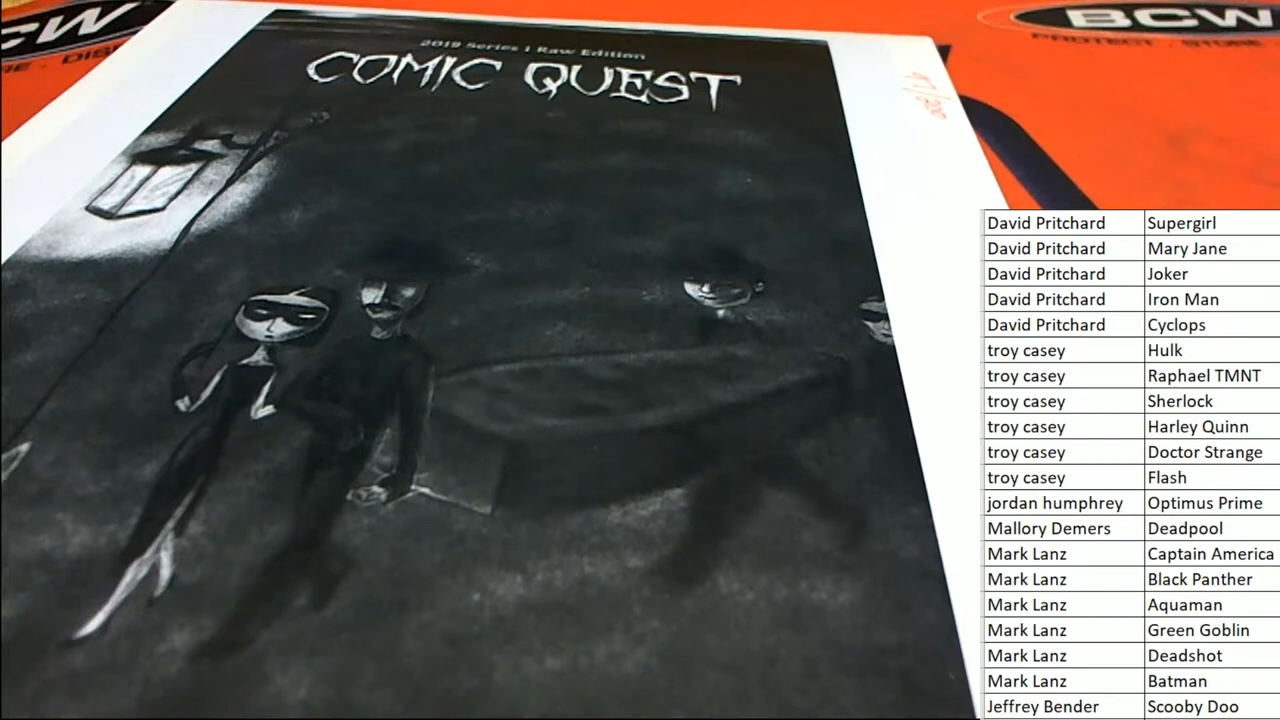 CW
RE · DIS
BCW
PROTECT · STORE
2019 Series 1 Raw Edition
COMIC QUEST
David Pritchard Supergirl
David Pritchard Mary Jane
David Pritchard Joker
David Pritchard Iron Man
David Pritchard Cyclops
troy casey Hulk
troy casey Raphael TMNT
troy casey Sherlock
troy casey Harley Quinn
troy casey Doctor Strange
troy casey Flash
jordan humphrey Optimus Prime
Mallory Demers Deadpool
Mark Lanz Captain America
Mark Lanz Black Panther
Mark Lanz Aquaman
Mark Lanz Green Goblin
Mark Lanz Deadshot
Mark Lanz Batman
Jeffrey Bender Scooby Doo